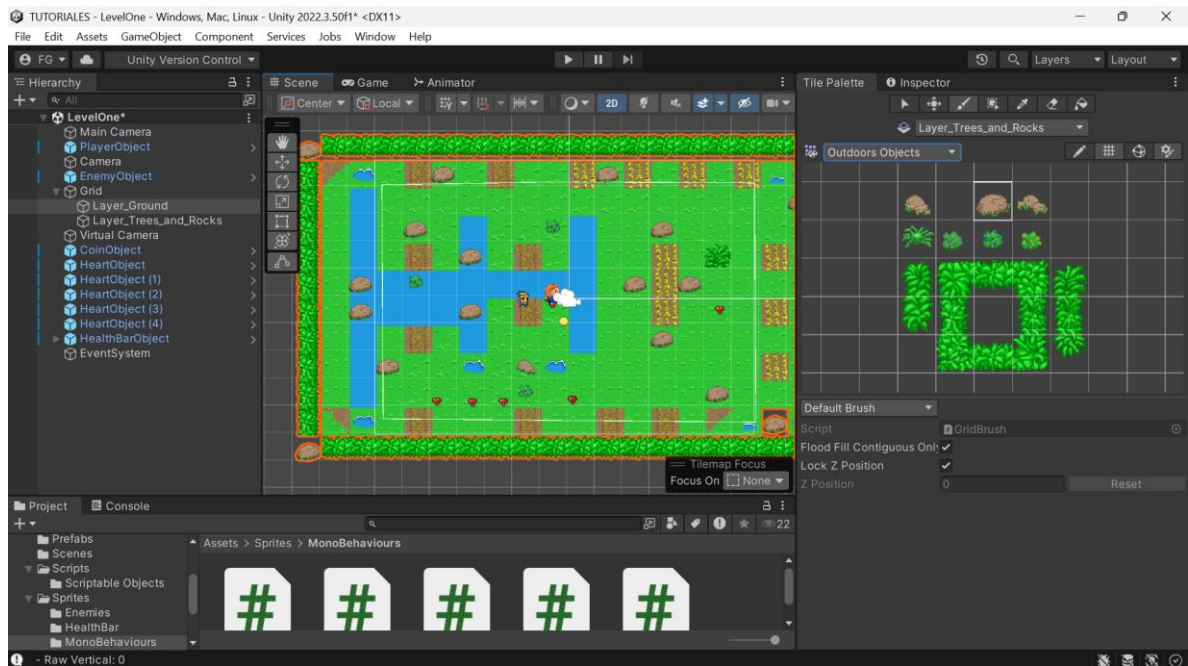 TUTORIALES - LevelOne - Windows, Mac, Linux - Unity 2022.3.50f1* <DX11>
File Edit Assets GameObject Component Services Jobs Window Help
FG Unity Version Control Layers Layout
Hierarchy
All
LevelOne*
Main Camera
PlayerObject
Camera
EnemyObject
Grid
Layer_Ground
Layer_Trees_and_Rocks
Virtual Camera
CoinObject
HeartObject
HeartObject (1)
HeartObject (2)
HeartObject (3)
HeartObject (4)
HealthBarObject
EventSystem
Scene Game Animator
Center Local 2D
Tilemap Focus
Focus On None
Tile Palette Inspector
Layer_Trees_and_Rocks
Outdoors Objects
Default Brush
Script GridBrush
Flood Fill Contiguous Onl
Lock Z Position
Z Position 0 Reset
Project Console
22
Prefabs
Scenes
Scripts
Scriptable Objects
Sprites
Enemies
HealthBar
MonoBehaviours
Assets > Sprites > MonoBehaviours
# # # # #
- Raw Vertical: 0